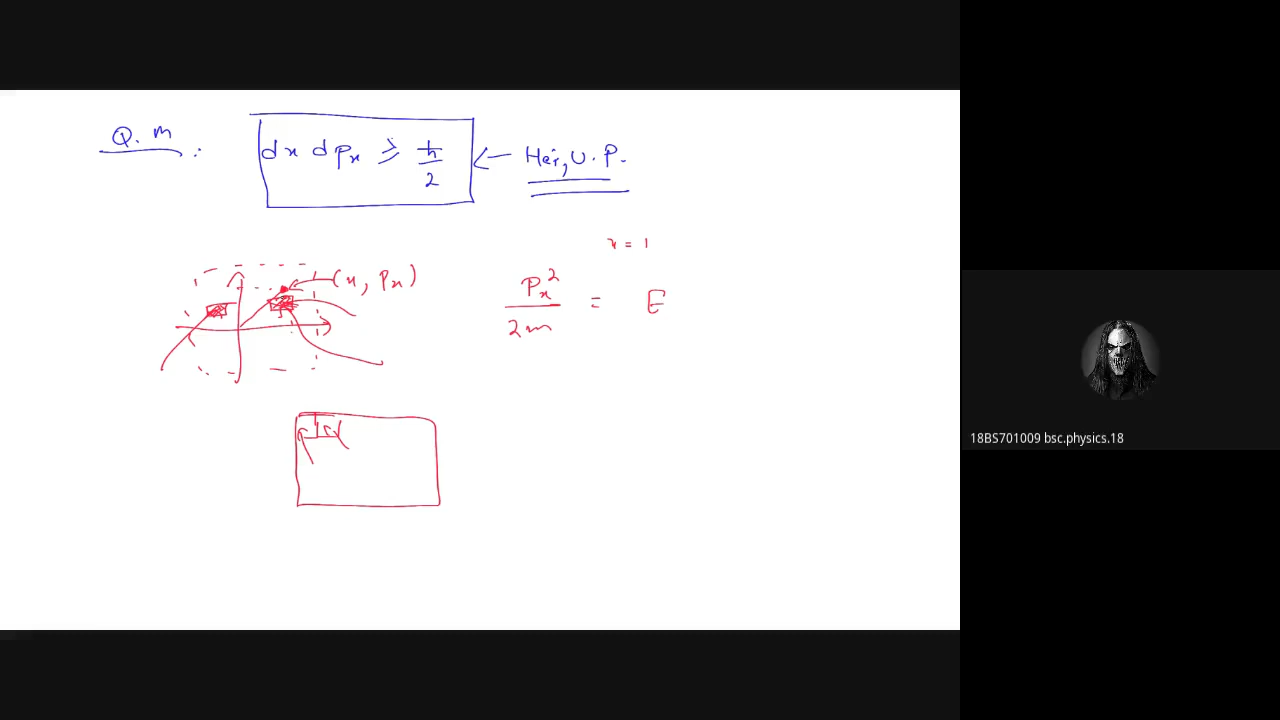 Q. M : dx dPx ≥ ħ/2 ← Hei, U. P.
x = 1
(x, Px)
Px²/2m = E
18BS701009 bsc.physics.18